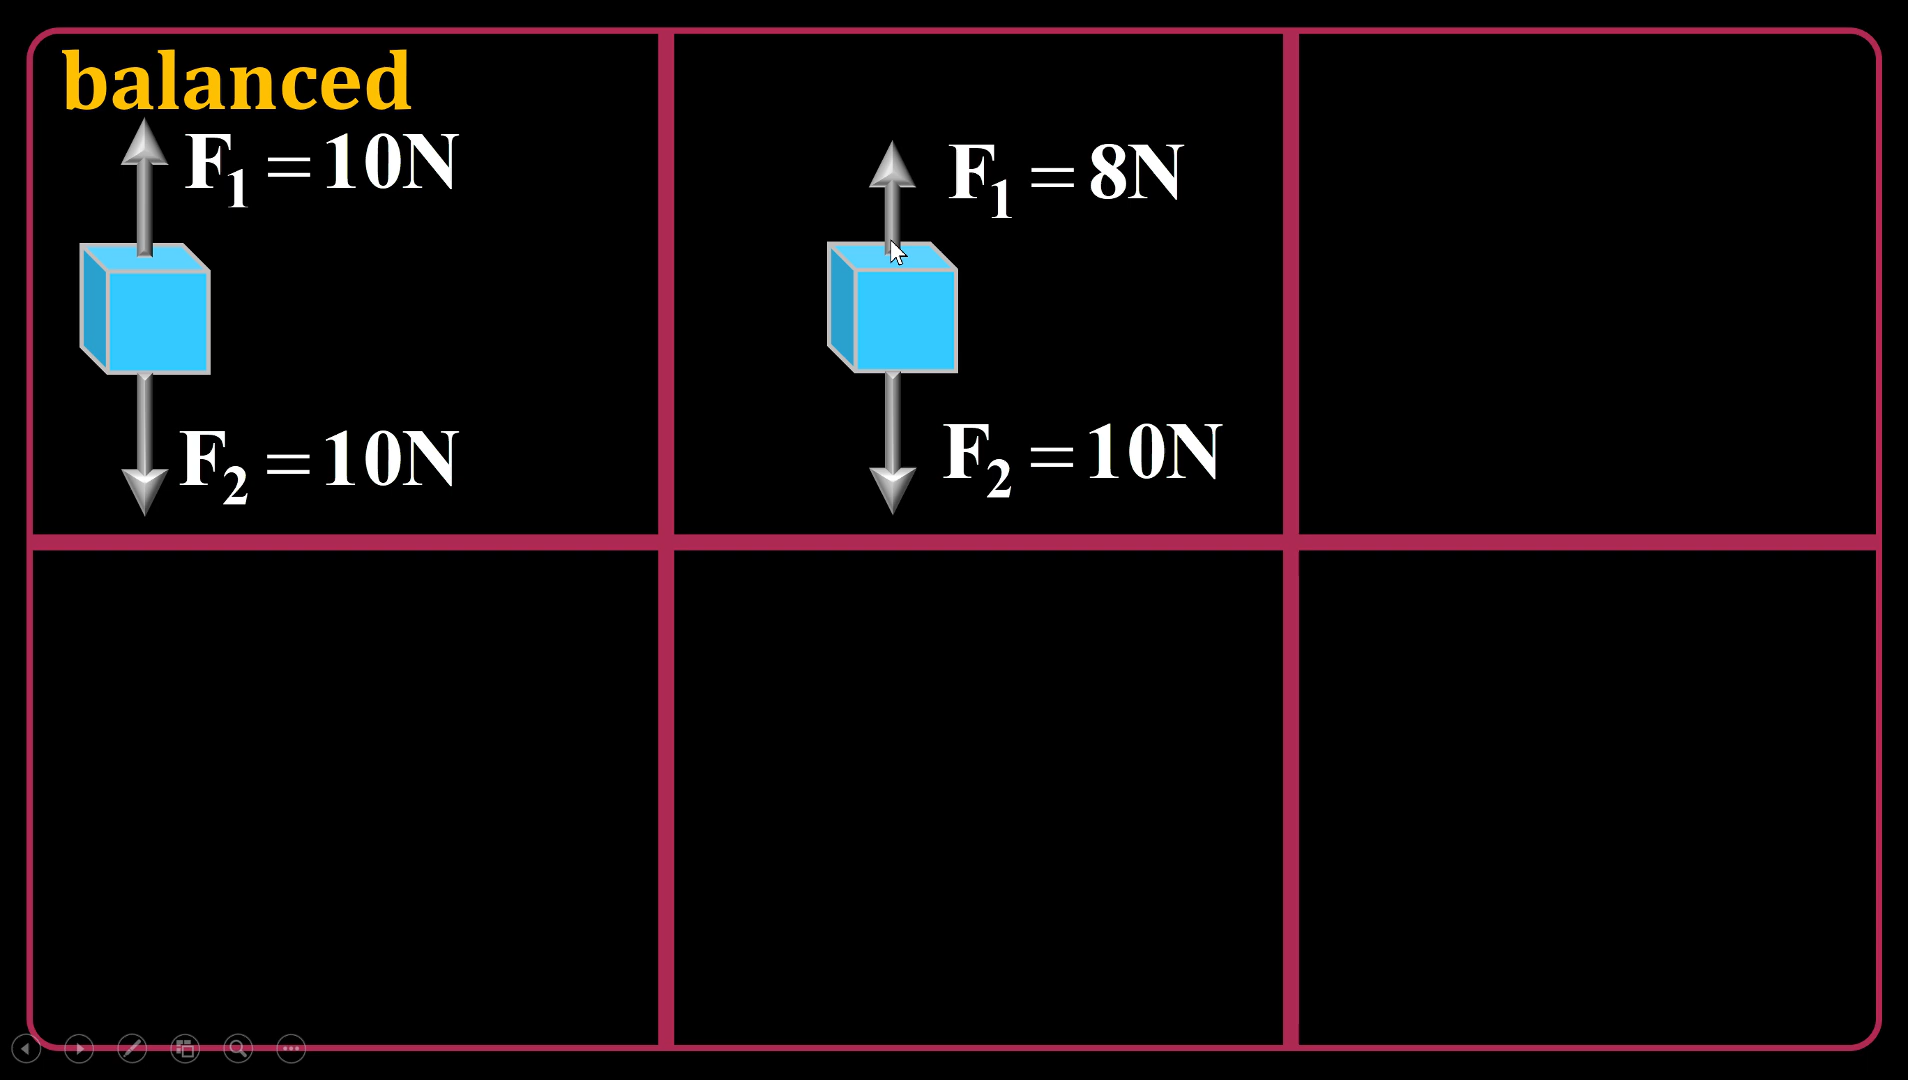 balanced
F₁ = 10N
F₂ = 10N
F₁ = 8N
F₂ = 10N